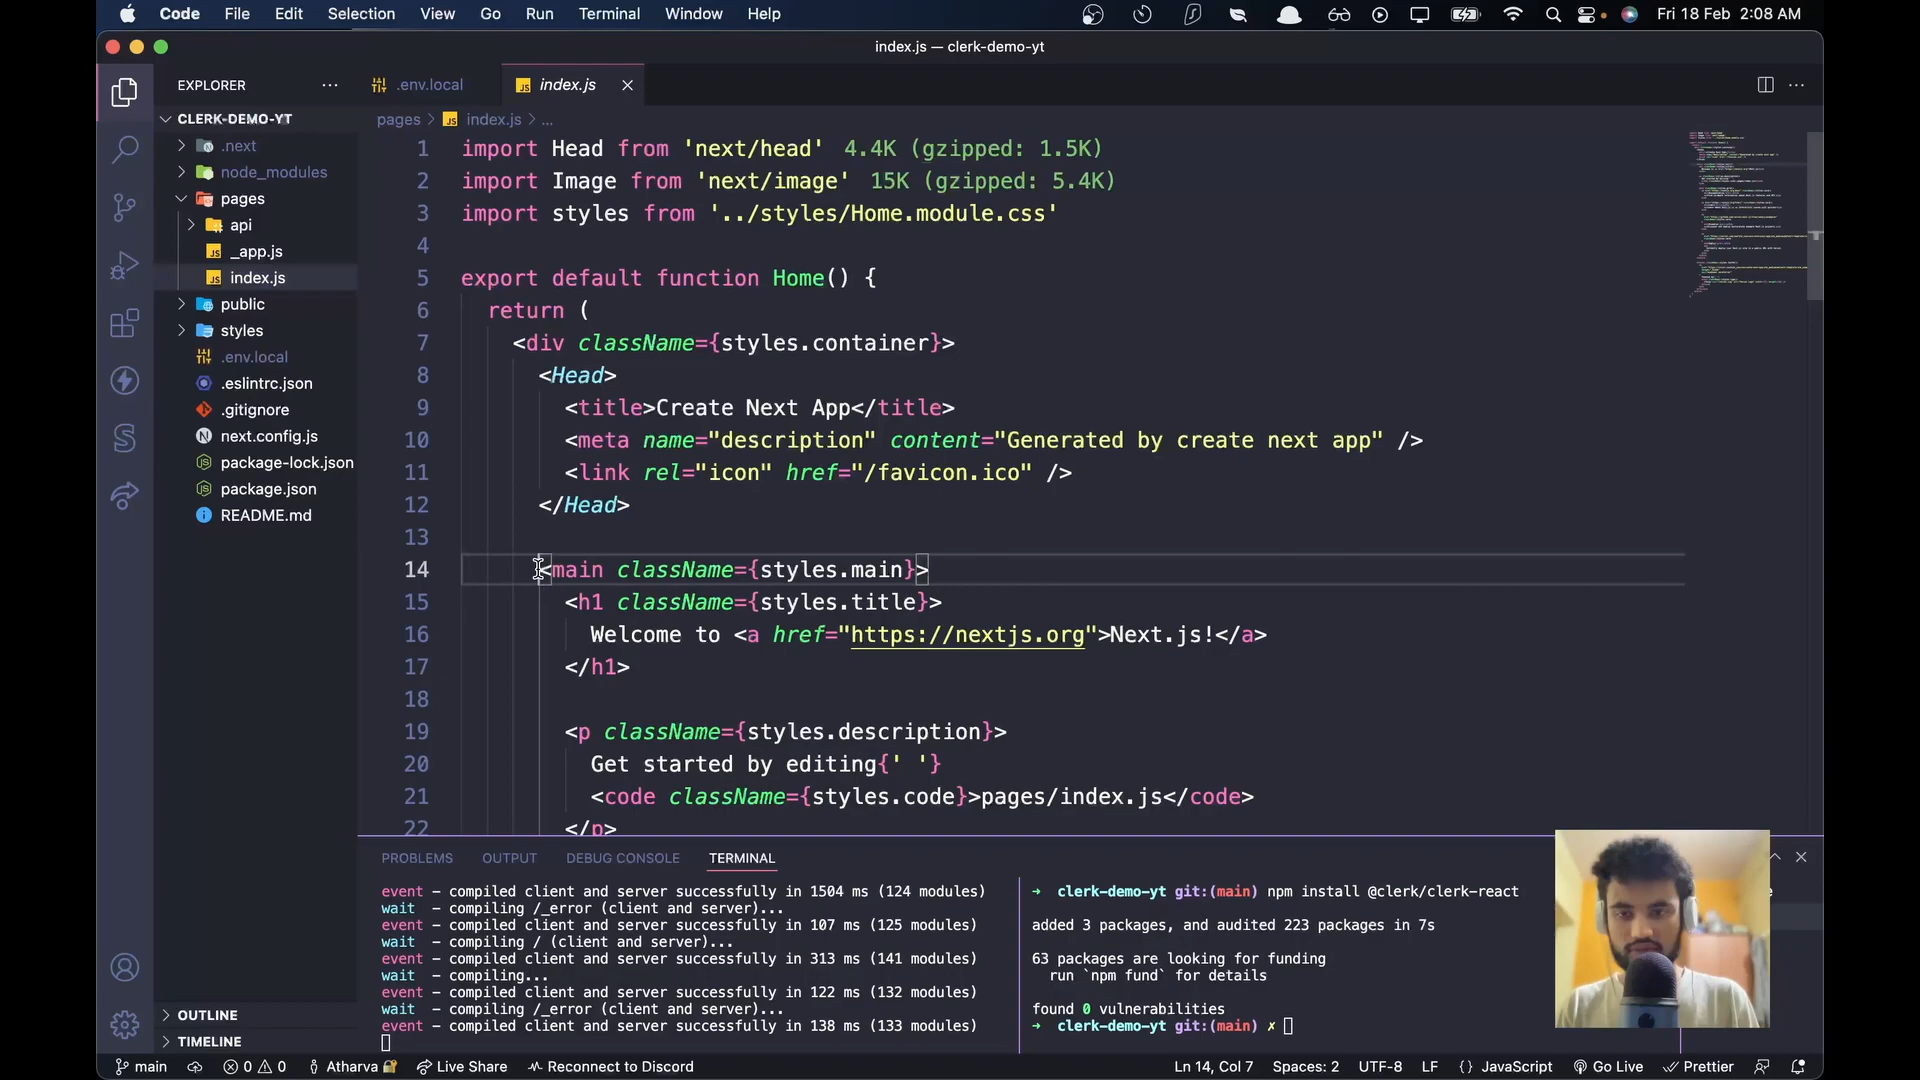 Code File Edit Selection View Go Run Terminal Window Help Fri 18 Feb 2:08 AM
index.js — clerk-demo-yt
EXPLORER
.env.local
index.js
CLERK-DEMO-YT
.next
node_modules
pages
api
_app.js
index.js
public
styles
.env.local
.eslintrc.json
.gitignore
next.config.js
package-lock.json
package.json
README.md
OUTLINE
TIMELINE
pages > index.js > ...
1 import Head from 'next/head' 4.4K (gzipped: 1.5K)
2 import Image from 'next/image' 15K (gzipped: 5.4K)
3 import styles from '../styles/Home.module.css'
4
5 export default function Home() {
6 return (
7 <div className={styles.container}>
8 <Head>
9 <title>Create Next App</title>
10 <meta name="description" content="Generated by create next app" />
11 <link rel="icon" href="/favicon.ico" />
12 </Head>
13
14 <main className={styles.main}>
15 <h1 className={styles.title}>
16 Welcome to <a href="https://nextjs.org">Next.js!</a>
17 </h1>
18
19 <p className={styles.description}>
20 Get started by editing{' '}
21 <code className={styles.code}>pages/index.js</code>
22 </p>
PROBLEMS OUTPUT DEBUG CONSOLE TERMINAL
event - compiled client and server successfully in 1504 ms (124 modules)
wait - compiling /_error (client and server)...
event - compiled client and server successfully in 107 ms (125 modules)
wait - compiling / (client and server)...
event - compiled client and server successfully in 313 ms (141 modules)
wait - compiling...
event - compiled client and server successfully in 122 ms (132 modules)
wait - compiling /_error (client and server)...
event - compiled client and server successfully in 138 ms (133 modules)
→ clerk-demo-yt git:(main) npm install @clerk/clerk-react
added 3 packages, and audited 223 packages in 7s
63 packages are looking for funding
run `npm fund` for details
found 0 vulnerabilities
→ clerk-demo-yt git:(main) ✗
main 0 0 Atharva Live Share Reconnect to Discord Ln 14, Col 7 Spaces: 2 UTF-8 LF {} JavaScript Go Live Prettier